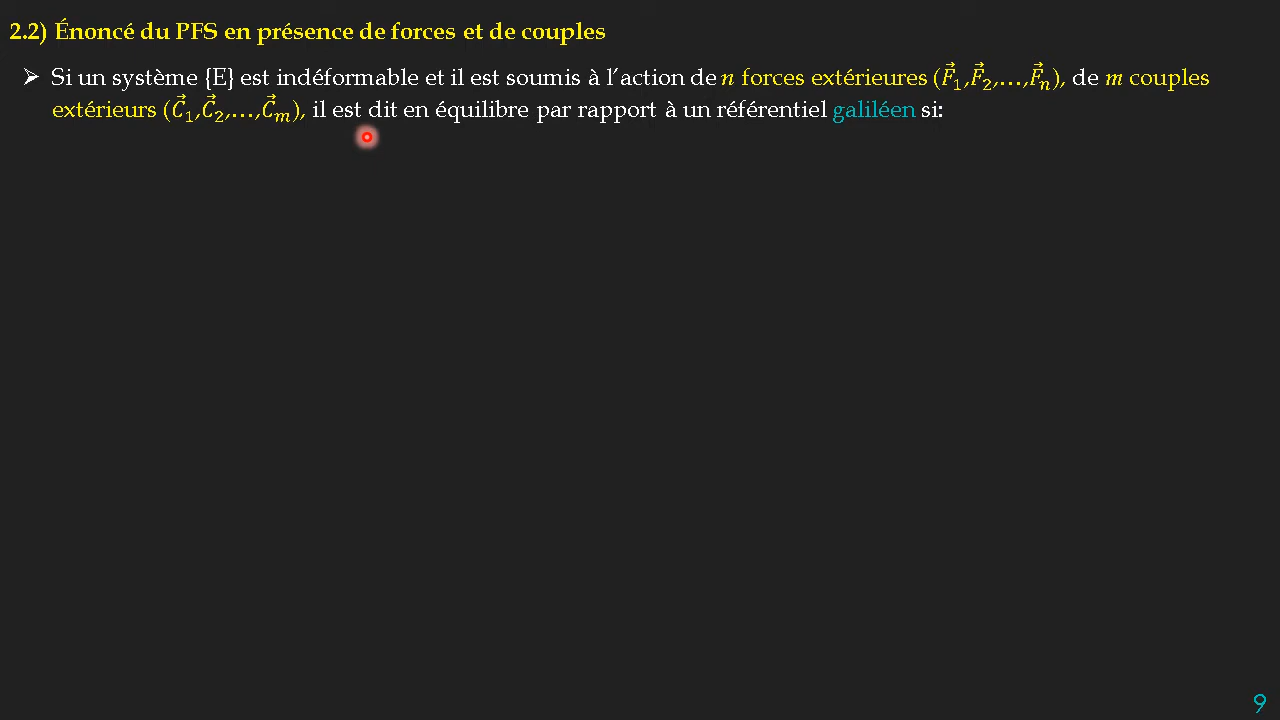 2.2) Énoncé du PFS en présence de forces et de couples
➢ Si un système {E} est indéformable et il est soumis à l’action de n forces extérieures (F⃗₁,F⃗₂,…,F⃗ₙ), de m couples
extérieurs (C⃗₁,C⃗₂,…,C⃗ₘ), il est dit en équilibre par rapport à un référentiel galiléen si:
9